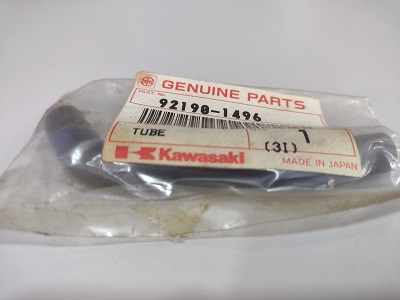 GENUINE PARTS
PART No.
92190-1496
TUBE
1
(3I)
Kawasaki
MADE IN JAPAN